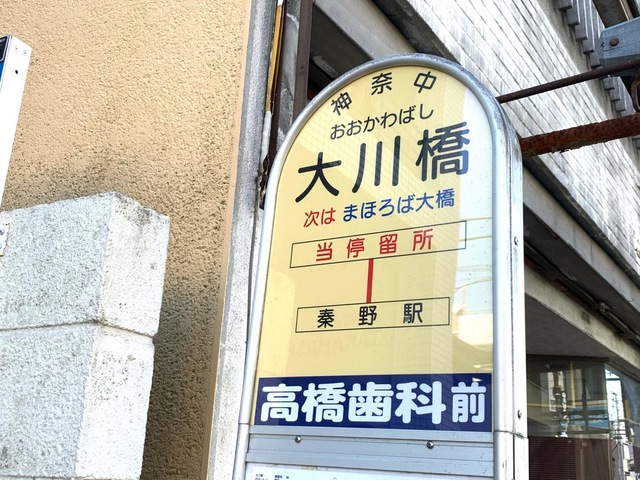 神奈中
おおかわばし
大川橋
次は まほろば大橋
当停留所
秦野駅
高橋歯科前